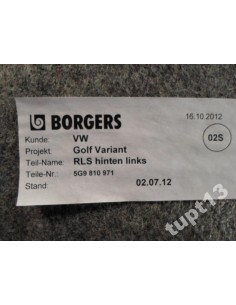 BORGERS
16.10.2012
Kunde: VW
02S
Projekt: Golf Variant
Teil-Name: RLS hinten links
Teile-Nr.: 5G9 810 971
Stand: 02.07.12
tupt13